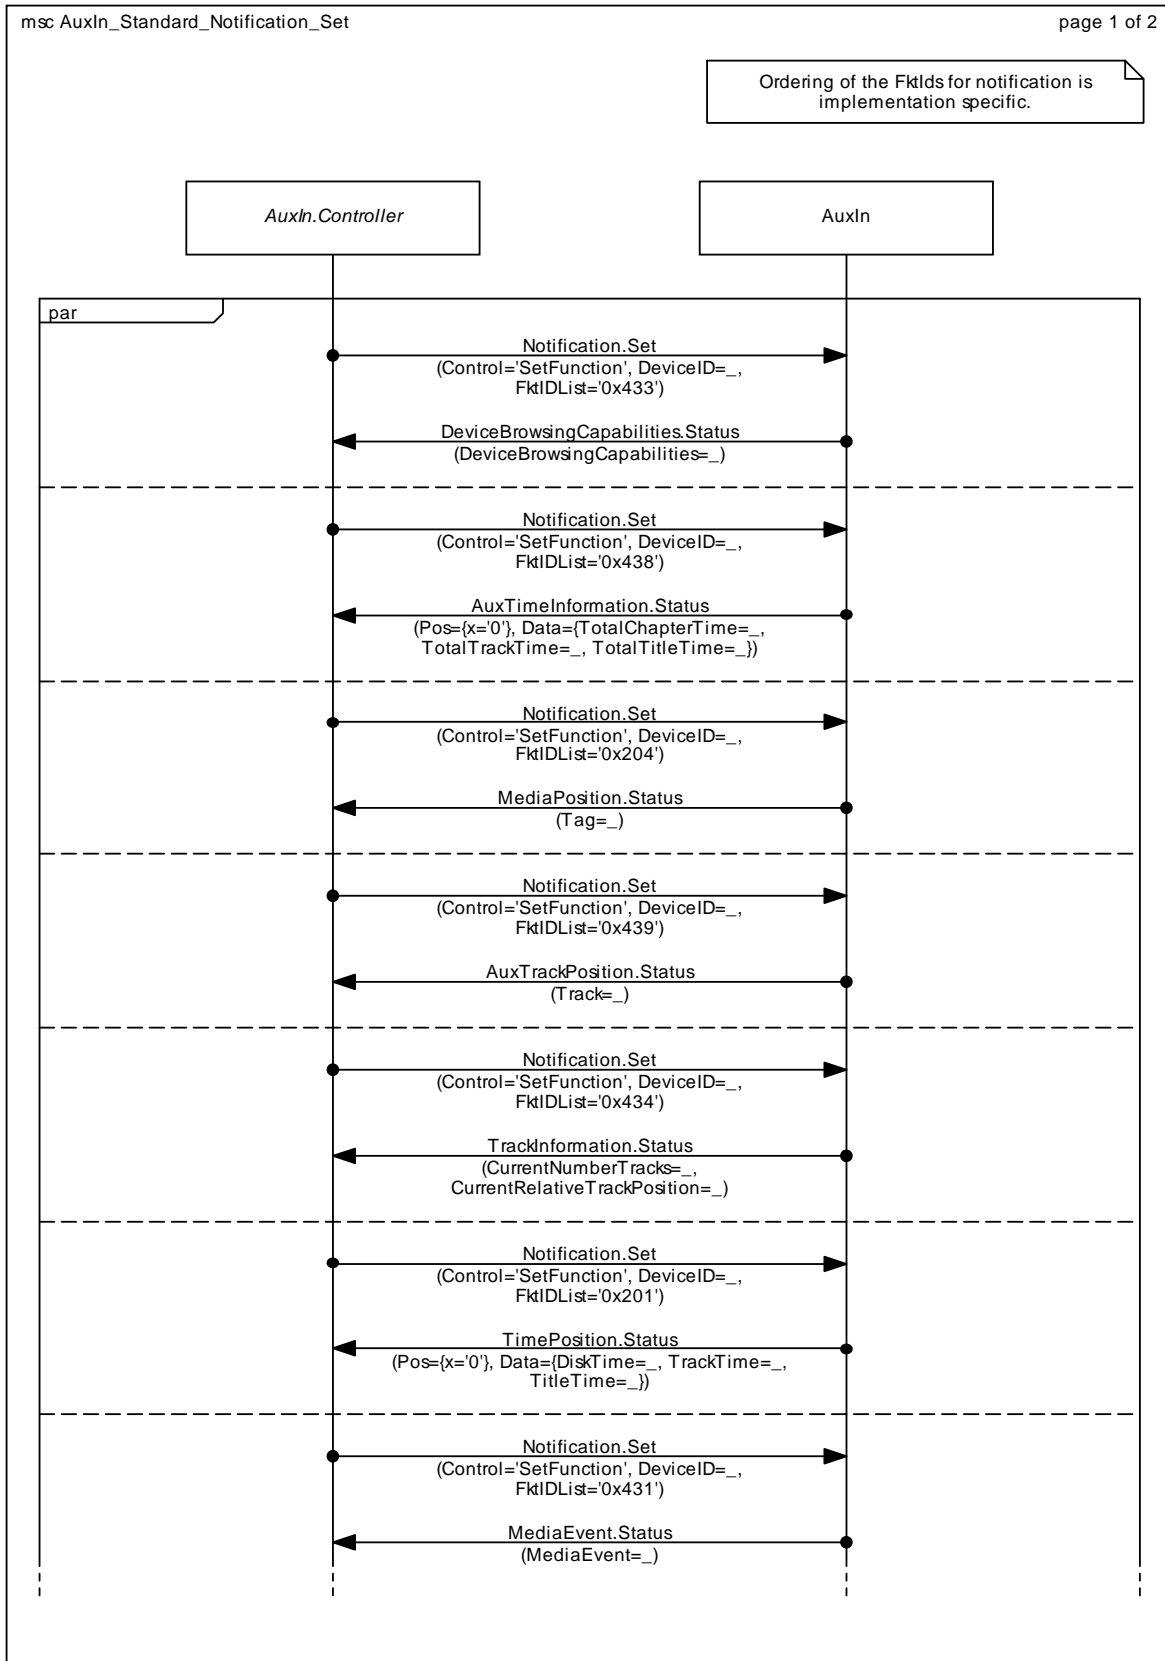 msc AuxIn_Standard_Notification_Set
page 1 of 2
Ordering of the FktIds for notification is
implementation specific.
AuxIn.Controller
AuxIn
par
Notification.Set
(Control='SetFunction', DeviceID=_,
FktIDList='0x433')
DeviceBrowsingCapabilities.Status
(DeviceBrowsingCapabilities=_)
Notification.Set
(Control='SetFunction', DeviceID=_,
FktIDList='0x438')
AuxTimeInformation.Status
(Pos={x='0'}, Data={TotalChapterTime=_,
TotalTrackTime=_, TotalTitleTime=_})
Notification.Set
(Control='SetFunction', DeviceID=_,
FktIDList='0x204')
MediaPosition.Status
(Tag=_)
Notification.Set
(Control='SetFunction', DeviceID=_,
FktIDList='0x439')
AuxTrackPosition.Status
(Track=_)
Notification.Set
(Control='SetFunction', DeviceID=_,
FktIDList='0x434')
TrackInformation.Status
(CurrentNumberTracks=_,
CurrentRelativeTrackPosition=_)
Notification.Set
(Control='SetFunction', DeviceID=_,
FktIDList='0x201')
TimePosition.Status
(Pos={x='0'}, Data={DiskTime=_, TrackTime=_,
TitleTime=_})
Notification.Set
(Control='SetFunction', DeviceID=_,
FktIDList='0x431')
MediaEvent.Status
(MediaEvent=_)